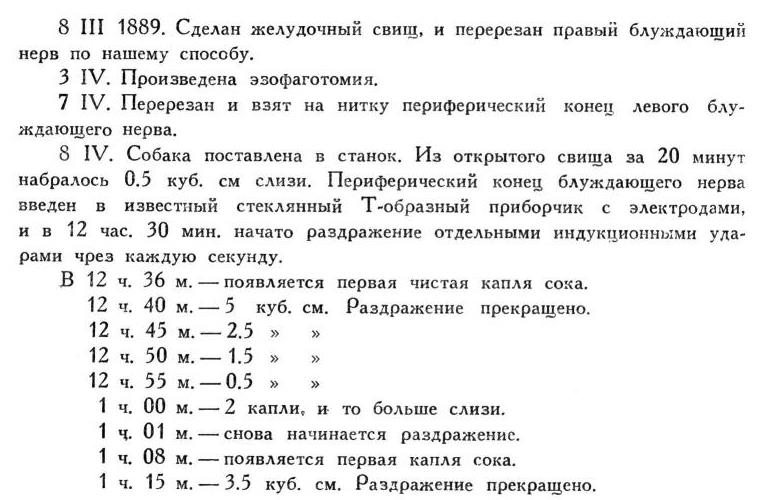 8 III 1889. Сделан желудочный свищ, и перерезан правый блуждающий
нерв по нашему способу.
3 IV. Произведена эзофаготомия.
7 IV. Перерезан и взят на нитку периферический конец левого блу-
ждающего нерва.
8 IV. Собака поставлена в станок. Из открытого свища за 20 минут
набралось 0.5 куб. см слизи. Периферический конец блуждающего нерва
введен в известный стеклянный Т-образный приборчик с электродами,
и в 12 час. 30 мин. начато раздражение отдельными индукционными уда-
рами чрез каждую секунду.
В 12 ч. 36 м. — появляется первая чистая капля сока.
12 ч. 40 м. — 5 куб. см. Раздражение прекращено.
12 ч. 45 м. — 2.5 » »
12 ч. 50 м. — 1.5 » »
12 ч. 55 м. — 0.5 » »
1 ч. 00 м. — 2 капли, и то больше слизи.
1 ч. 01 м. — снова начинается раздражение.
1 ч. 08 м. — появляется первая капля сока.
1 ч. 15 м. — 3.5 куб. см. Раздражение прекращено.